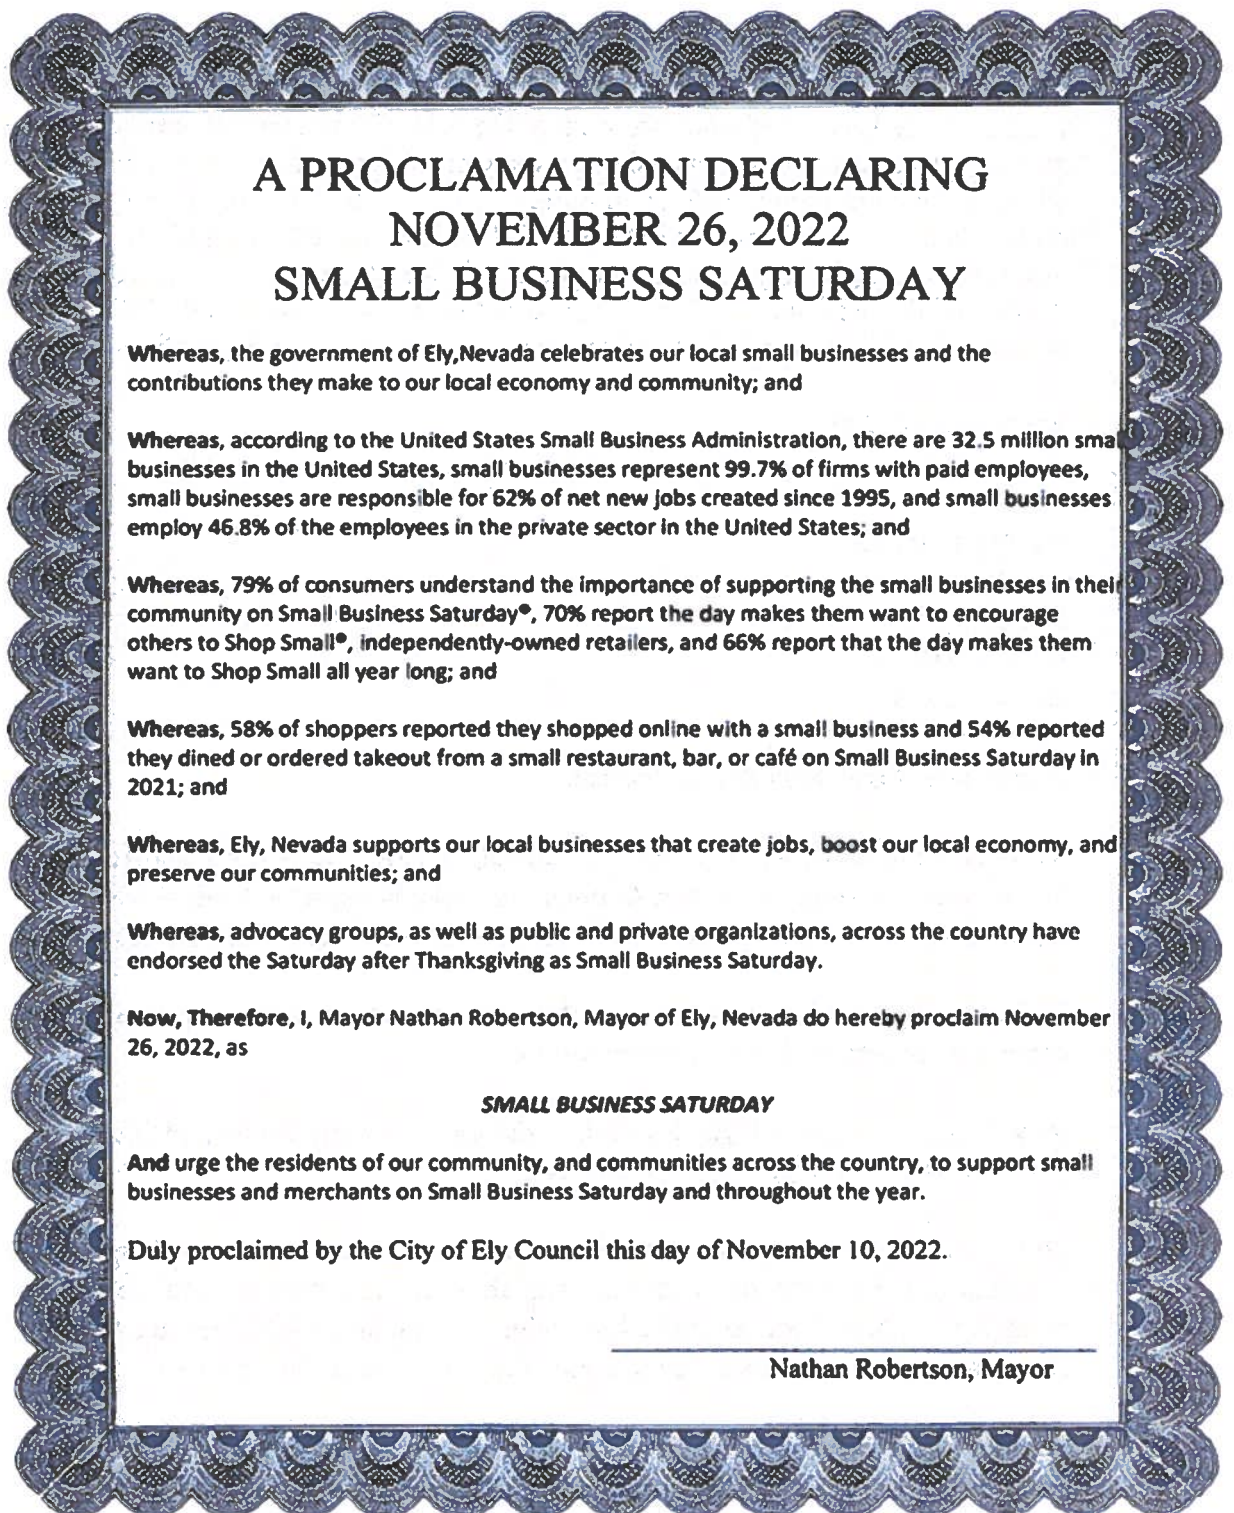 A PROCLAMATION DECLARING
NOVEMBER 26, 2022
SMALL BUSINESS SATURDAY
Whereas, the government of Ely,Nevada celebrates our local small businesses and the
contributions they make to our local economy and community; and
Whereas, according to the United States Small Business Administration, there are 32.5 million smal
businesses in the United States, small businesses represent 99.7% of firms with paid employees,
small businesses are responsible for 62% of net new jobs created since 1995, and small businesses
employ 46.8% of the employees in the private sector in the United States; and
Whereas, 79% of consumers understand the importance of supporting the small businesses in their
community on Small Business Saturday®, 70% report the day makes them want to encourage
others to Shop Small®, independently-owned retailers, and 66% report that the day makes them
want to Shop Small all year long; and
Whereas, 58% of shoppers reported they shopped online with a small business and 54% reported
they dined or ordered takeout from a small restaurant, bar, or café on Small Business Saturday in
2021; and
Whereas, Ely, Nevada supports our local businesses that create jobs, boost our local economy, and
preserve our communities; and
Whereas, advocacy groups, as well as public and private organizations, across the country have
endorsed the Saturday after Thanksgiving as Small Business Saturday.
Now, Therefore, I, Mayor Nathan Robertson, Mayor of Ely, Nevada do hereby proclaim November
26, 2022, as
SMALL BUSINESS SATURDAY
And urge the residents of our community, and communities across the country, to support small
businesses and merchants on Small Business Saturday and throughout the year.
Duly proclaimed by the City of Ely Council this day of November 10, 2022.
Nathan Robertson, Mayor